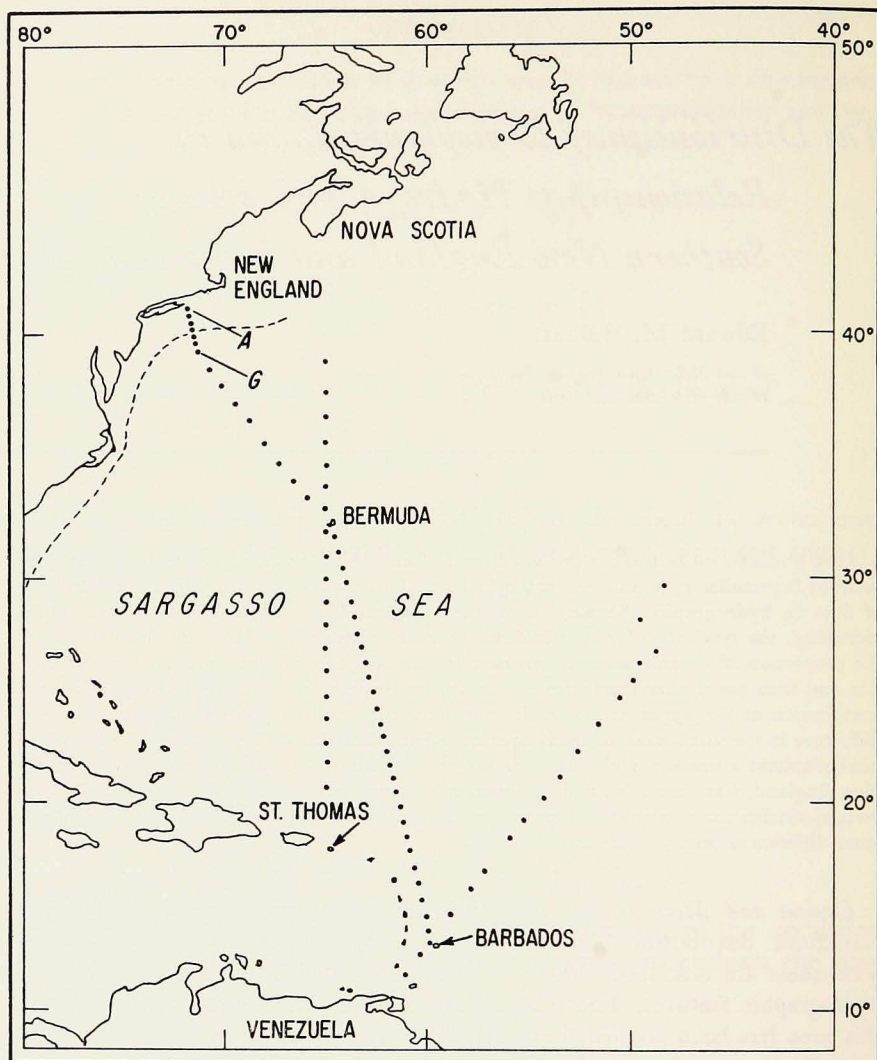 80° 70° 60° 50° 40°
50°
NOVA SCOTIA
NEW
ENGLAND
A
40°
G
BERMUDA
30°
SARGASSO SEA
20°
ST. THOMAS
BARBADOS
10°
VENEZUELA